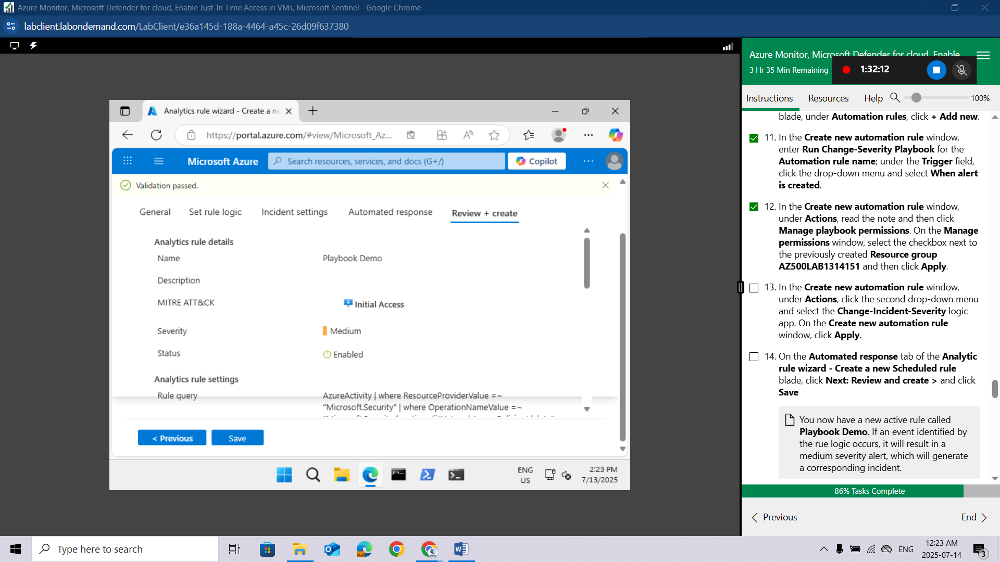 Azure Monitor, Microsoft Defender for cloud, Enable Just-In Time Access in VMs, Microsoft Sentinel - Google Chrome
labclient.labondemand.com/LabClient/e36a145d-188a-4464-a45c-26d09f637380
Azure Monitor, Microsoft Defender for cloud, Enable
3 Hr 35 Min Remaining
1:32:12
Instructions Resources Help 100%
Analytics rule wizard - Create a ne
https://portal.azure.com/#view/Microsoft_Az...
Microsoft Azure
Search resources, services, and docs (G+/)
Copilot
Validation passed.
General Set rule logic Incident settings Automated response Review + create
Analytics rule details
Name Playbook Demo
Description
MITRE ATT&CK Initial Access
Severity Medium
Status Enabled
Analytics rule settings
Rule query AzureActivity | where ResourceProviderValue =~
"Microsoft.Security" | where OperationNameValue =~
< Previous Save
ENG
US
2:23 PM
7/13/2025
blade, under Automation rules, click + Add new.
11. In the Create new automation rule window,
enter Run Change-Severity Playbook for the
Automation rule name; under the Trigger field,
click the drop-down menu and select When alert
is created.
12. In the Create new automation rule window,
under Actions, read the note and then click
Manage playbook permissions. On the Manage
permissions window, select the checkbox next to
the previously created Resource group
AZ500LAB1314151 and then click Apply.
13. In the Create new automation rule window,
under Actions, click the second drop-down menu
and select the Change-Incident-Severity logic
app. On the Create new automation rule
window, click Apply.
14. On the Automated response tab of the Analytic
rule wizard - Create a new Scheduled rule
blade, click Next: Review and create > and click
Save
You now have a new active rule called
Playbook Demo. If an event identified by
the rue logic occurs, it will result in a
medium severity alert, which will generate
a corresponding incident.
86% Tasks Complete
Previous End
Type here to search
ENG
12:23 AM
2025-07-14
3